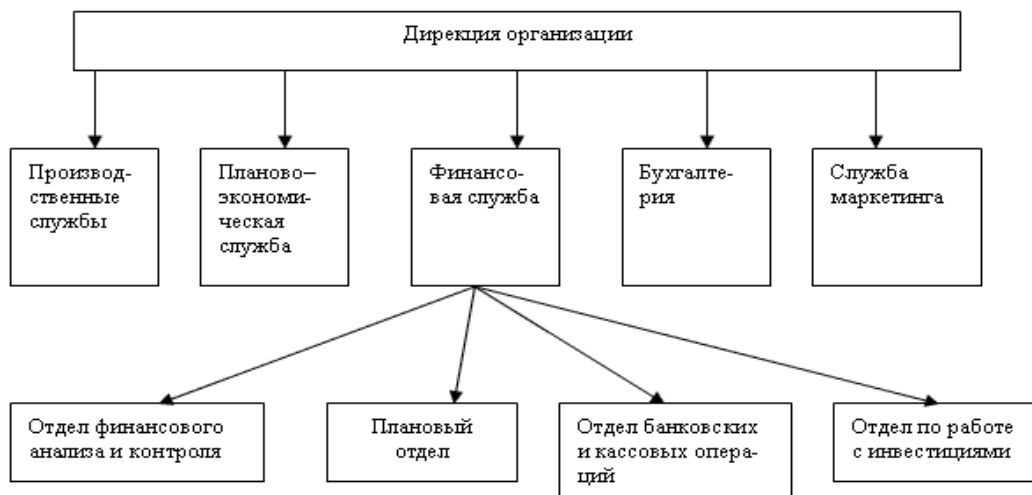 Дирекция организации
Производ-
ственные
службы
Планово–
экономи-
ческая
служба
Финансо-
вая служба
Бухгалте-
рия
Служба
маркетинга
Отдел финансового
анализа и контроля
Плановый
отдел
Отдел банковских
и кассовых опера-
ций
Отдел по работе
с инвестициями